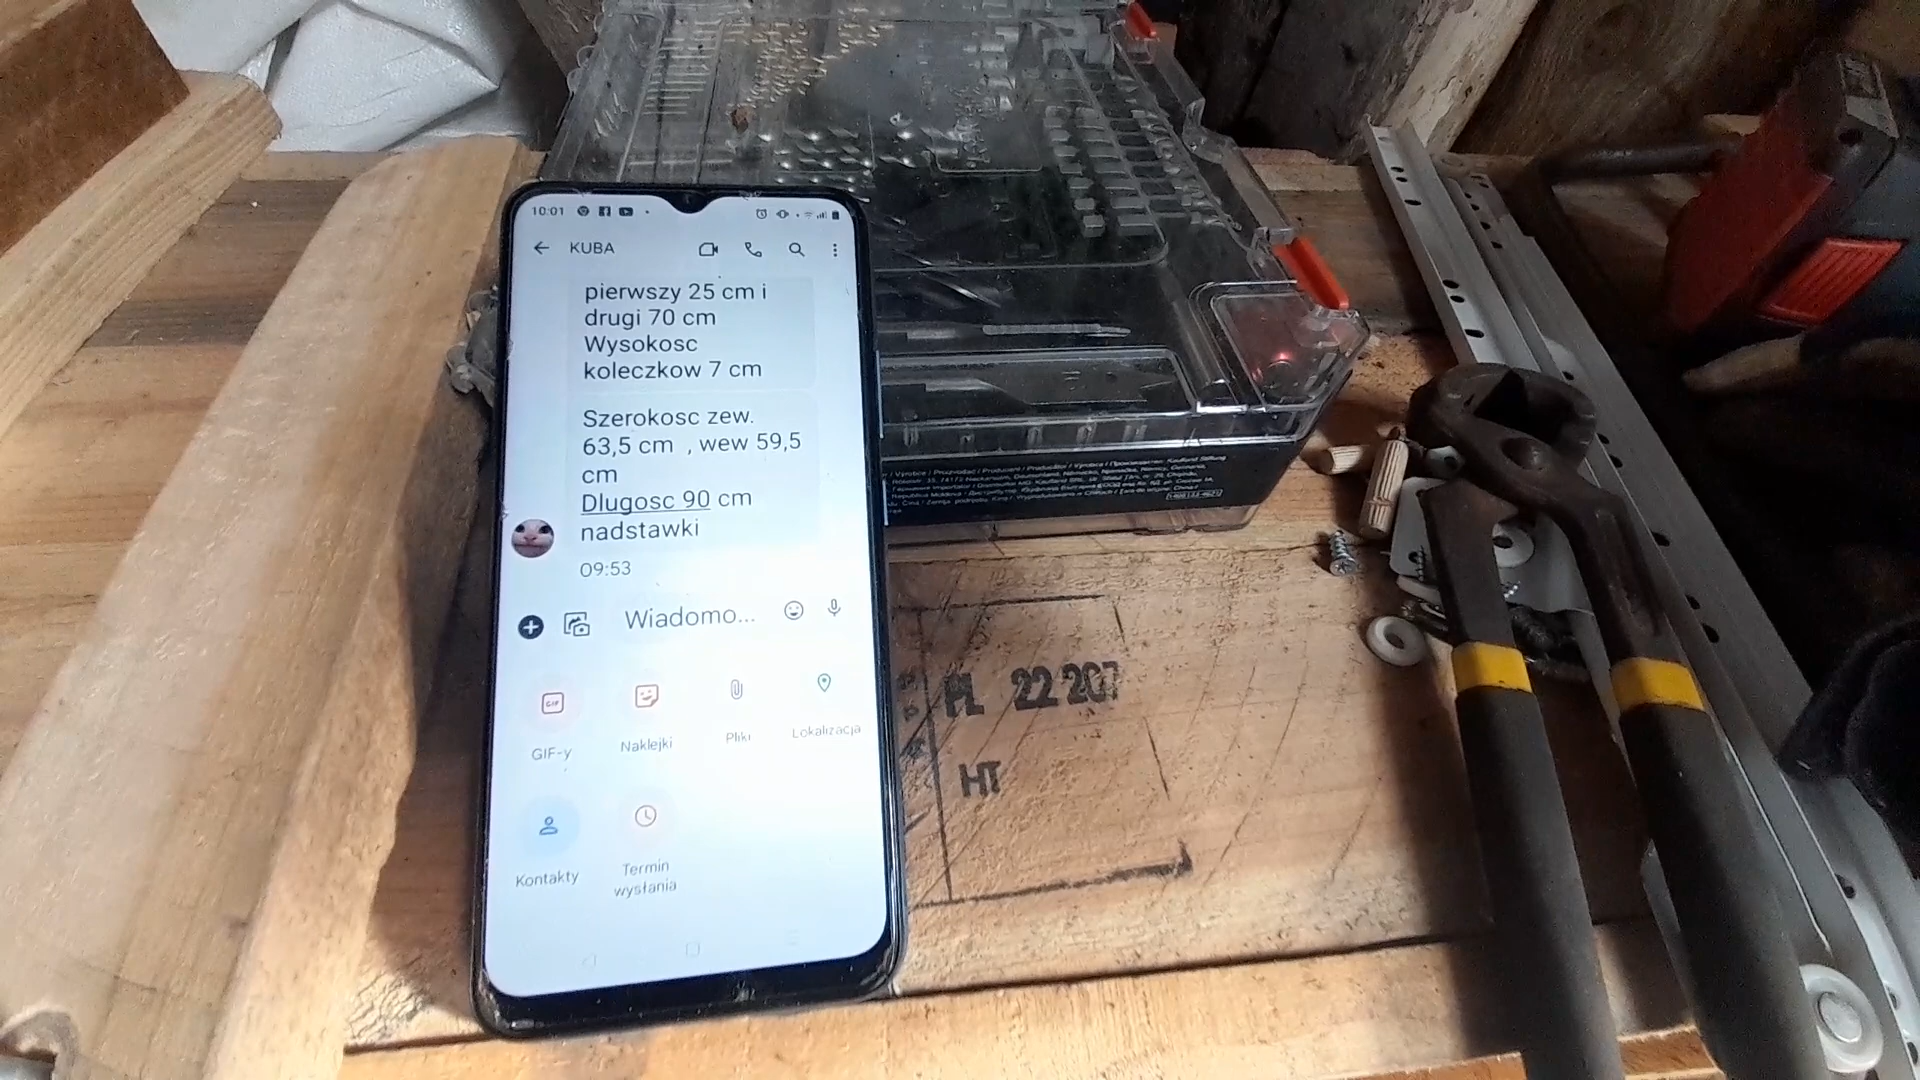 10:01
KUBA
pierwszy 25 cm i
drugi 70 cm
Wysokosc
koleczkow 7 cm
Szerokosc zew.
63,5 cm , wew 59,5
cm
Dlugosc 90 cm
nadstawki
09:53
Wiadomo...
GIF
GIF-y
Naklejki
Pliki
Lokalizacja
Kontakty
Termin
wysłania
PL 22 207
HT